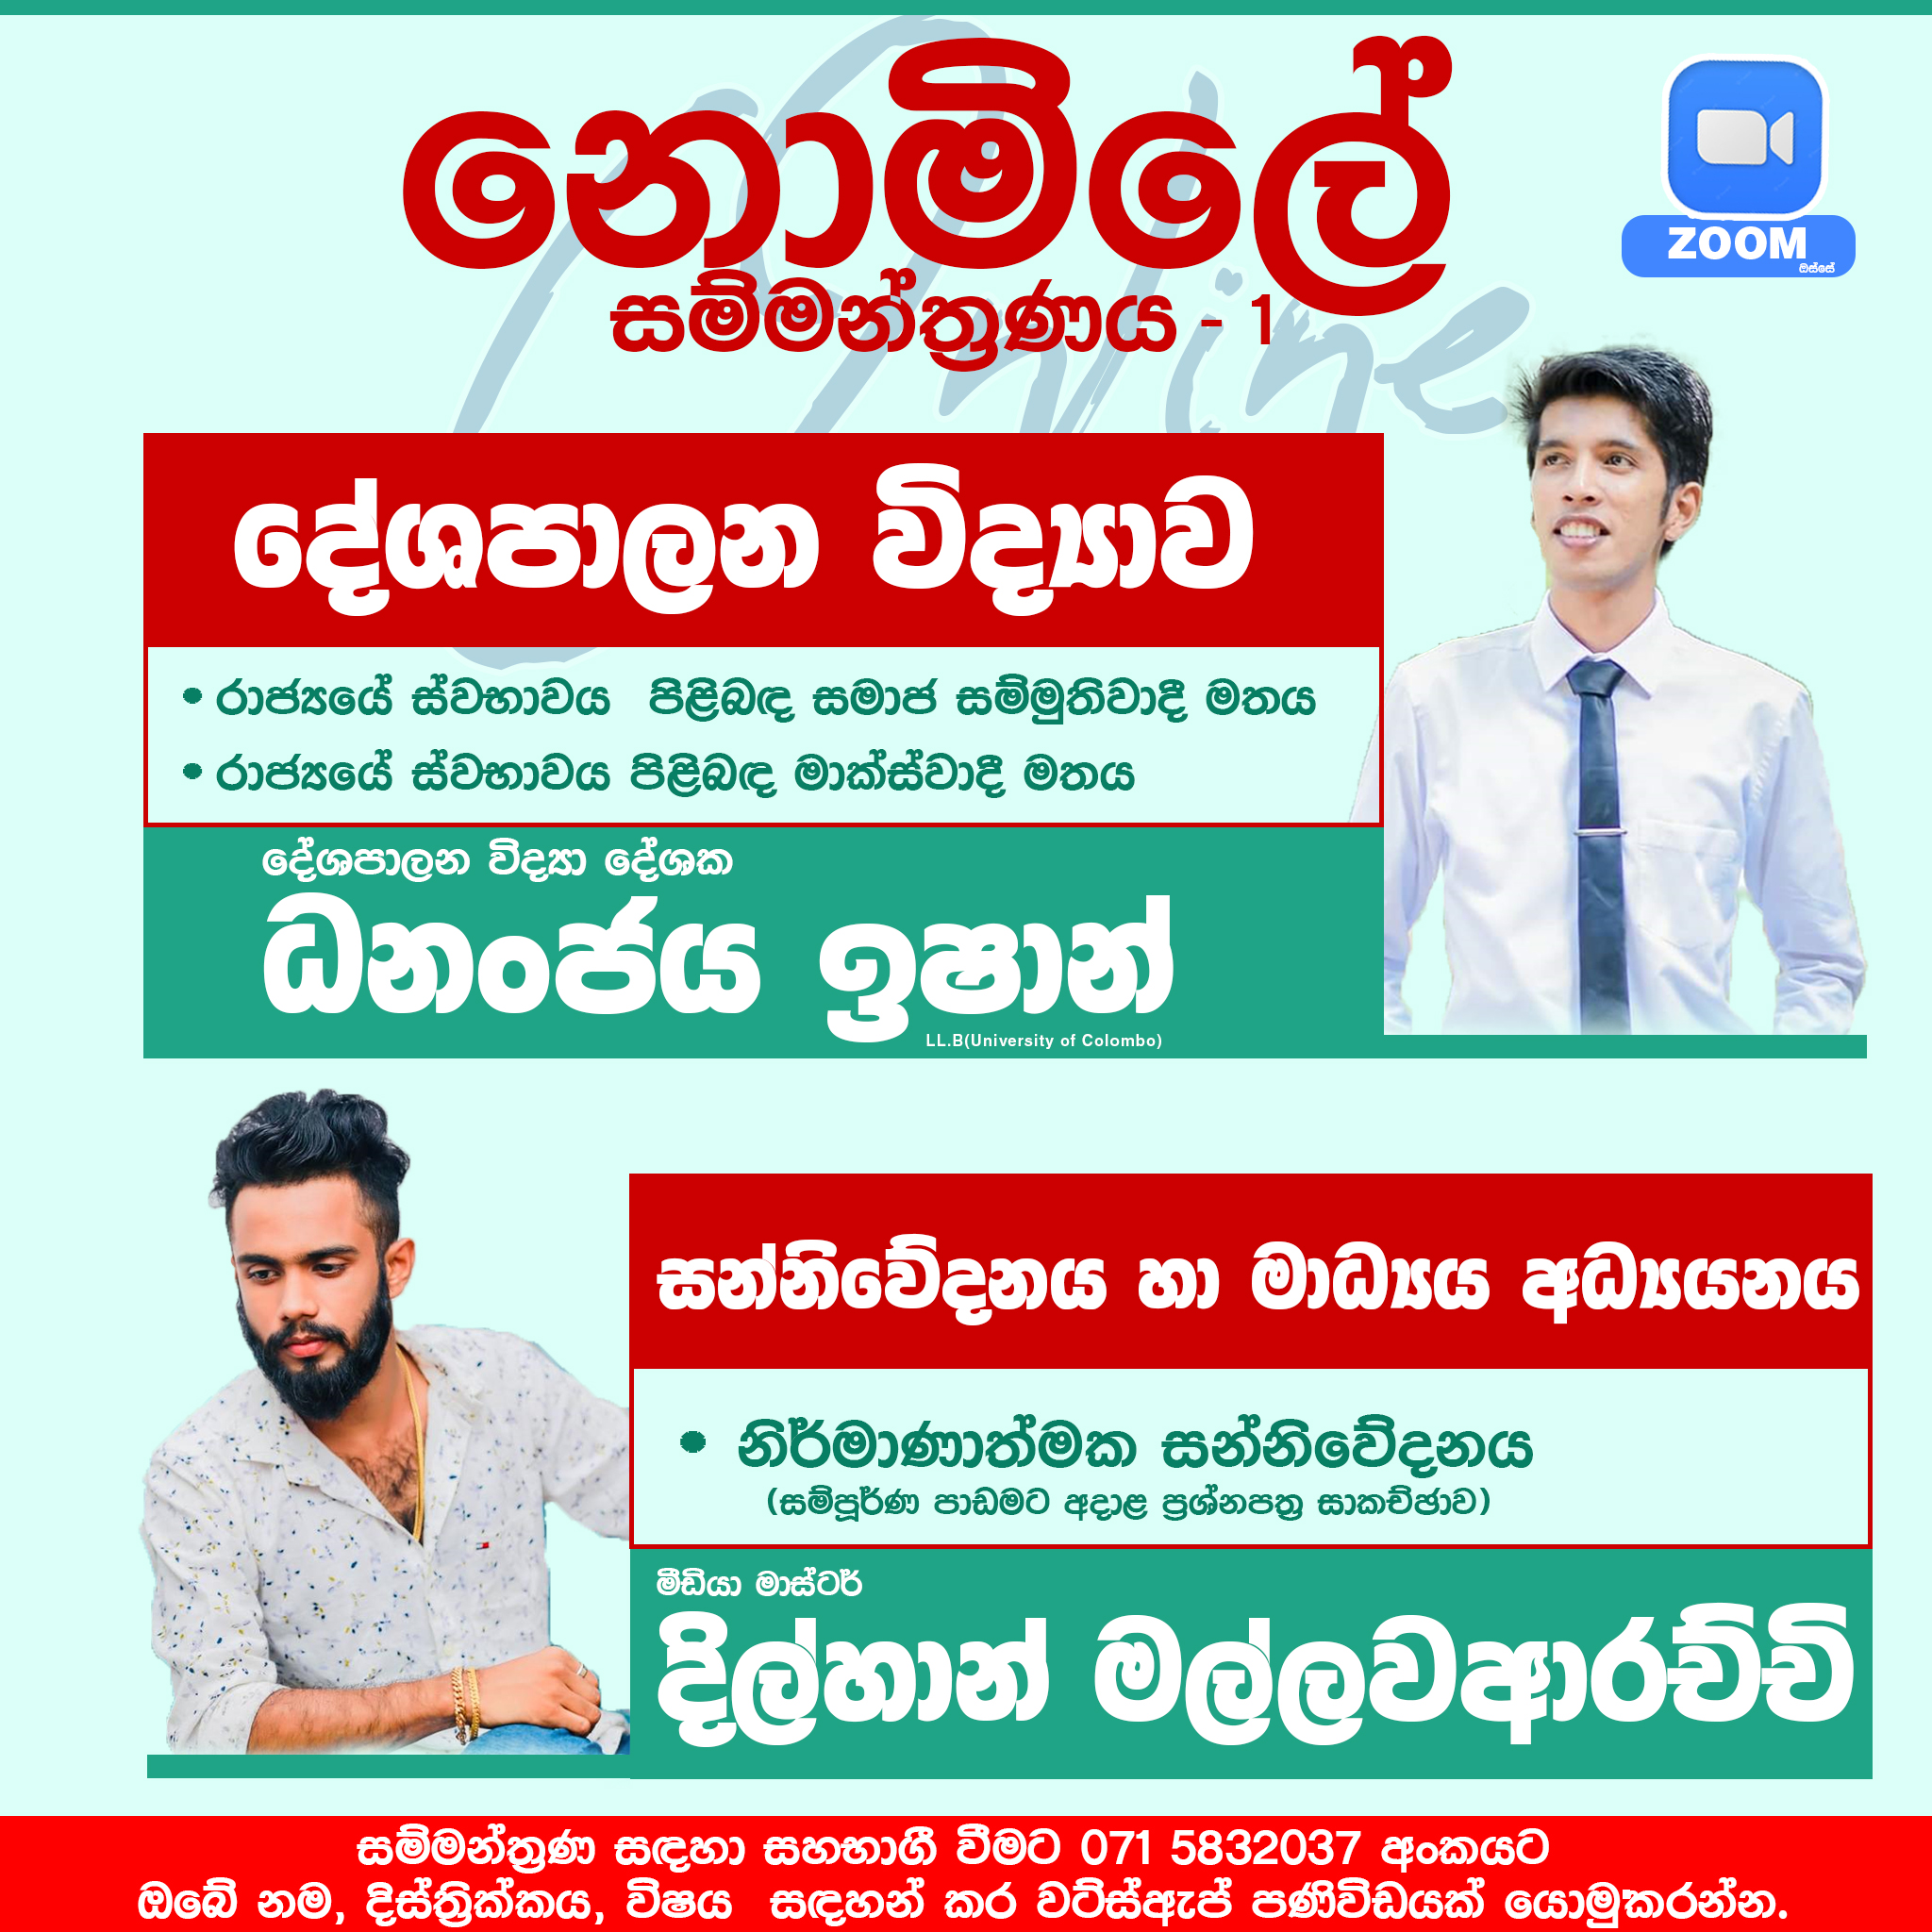 නොමිලේ
Online
ZOOM
ඔස්සේ
සම්මන්ත්‍රණය - 1
දේශපාලන විද්‍යාව
• රාජ්‍යයේ ස්වභාවය පිළිබඳ සමාජ සම්මුතිවාදී මතය
• රාජ්‍යයේ ස්වභාවය පිළිබඳ මාක්ස්වාදී මතය
දේශපාලන විද්‍යා දේශක
ධනංජය ඉෂාන්
LL.B(University of Colombo)
සන්නිවේදනය හා මාධ්‍යය අධ්‍යයනය
• නිර්මාණාත්මක සන්නිවේදනය
(සම්පූර්ණ පාඩමට අදාළ ප්‍රශ්නපත්‍ර සාකච්ඡාව)
මීඩියා මාස්ටර්
දිල්හාන් මල්ලවආරච්චි
සම්මන්ත්‍රණ සඳහා සහභාගී වීමට 071 5832037 අංකයට
ඔබේ නම, දිස්ත්‍රික්කය, විෂය සඳහන් කර වට්ස්ඇප් පණිවිඩයක් යොමුකරන්න.